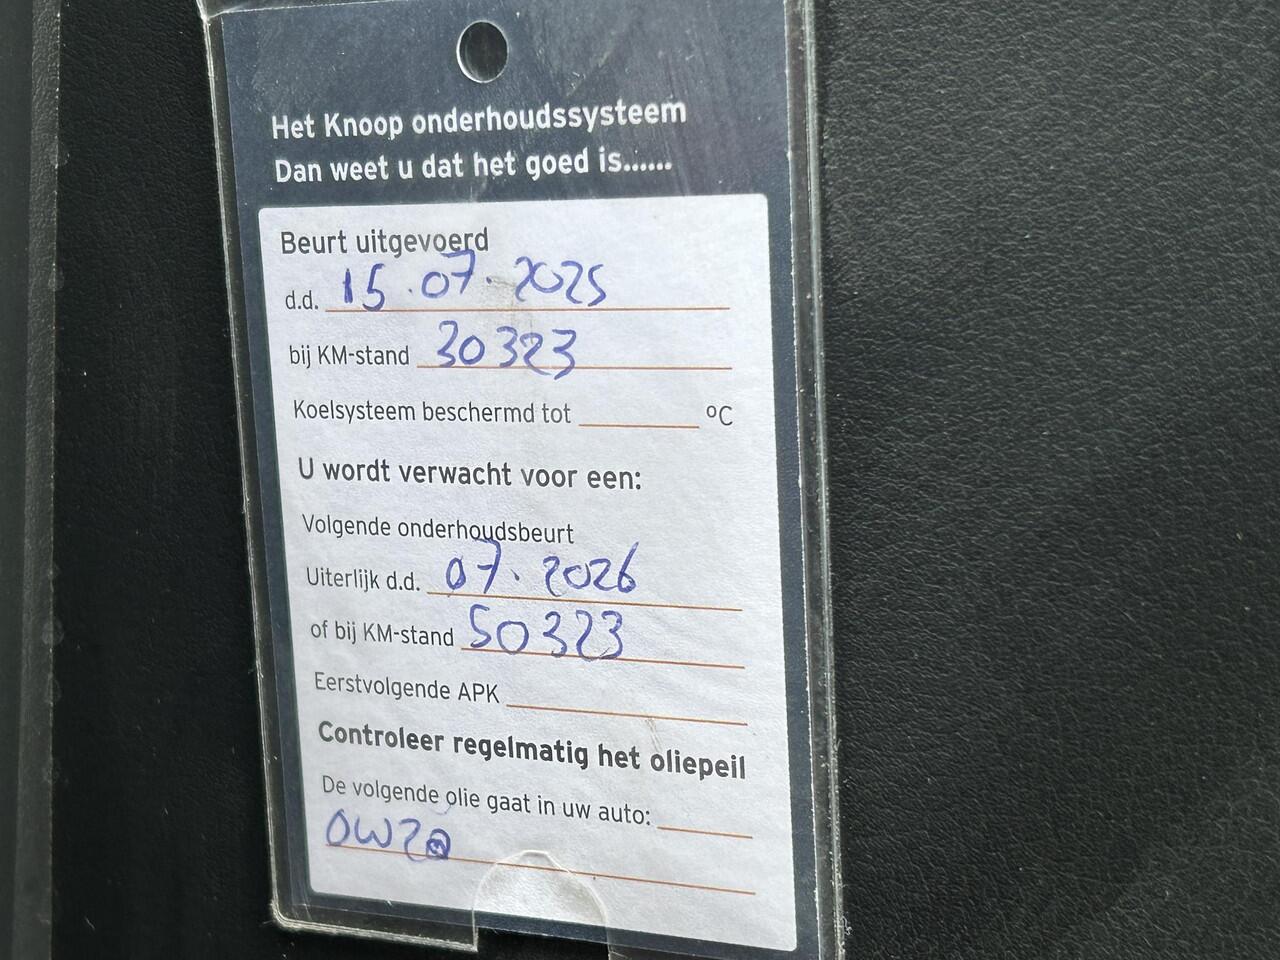 Het Knoop onderhoudssysteem
Dan weet u dat het goed is......
Beurt uitgevoerd
d.d. 15.07.2025
bij KM-stand 30323
Koelsysteem beschermd tot ______ ºC
U wordt verwacht voor een:
Volgende onderhoudsbeurt
Uiterlijk d.d. 07.2026
of bij KM-stand 50323
Eerstvolgende APK
Controleer regelmatig het oliepeil
De volgende olie gaat in uw auto:
0W20